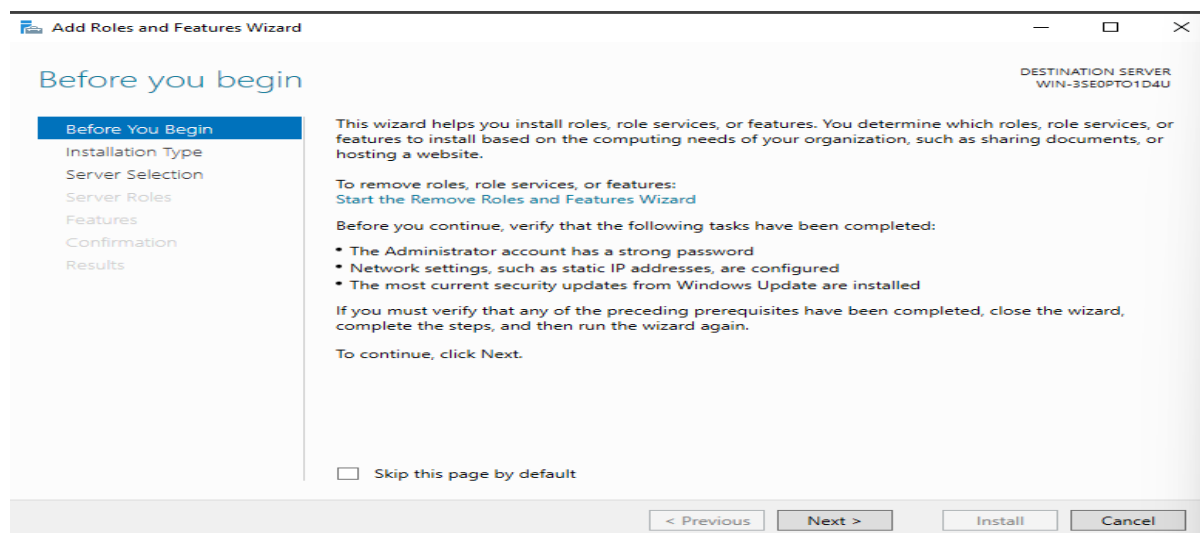 Add Roles and Features Wizard
Before you begin
DESTINATION SERVER
WIN-3SE0PTO1D4U
Before You Begin
Installation Type
Server Selection
Server Roles
Features
Confirmation
Results
This wizard helps you install roles, role services, or features. You determine which roles, role services, or
features to install based on the computing needs of your organization, such as sharing documents, or
hosting a website.
To remove roles, role services, or features:
Start the Remove Roles and Features Wizard
Before you continue, verify that the following tasks have been completed:
• The Administrator account has a strong password
• Network settings, such as static IP addresses, are configured
• The most current security updates from Windows Update are installed
If you must verify that any of the preceding prerequisites have been completed, close the wizard,
complete the steps, and then run the wizard again.
To continue, click Next.
Skip this page by default
< Previous
Next >
Install
Cancel